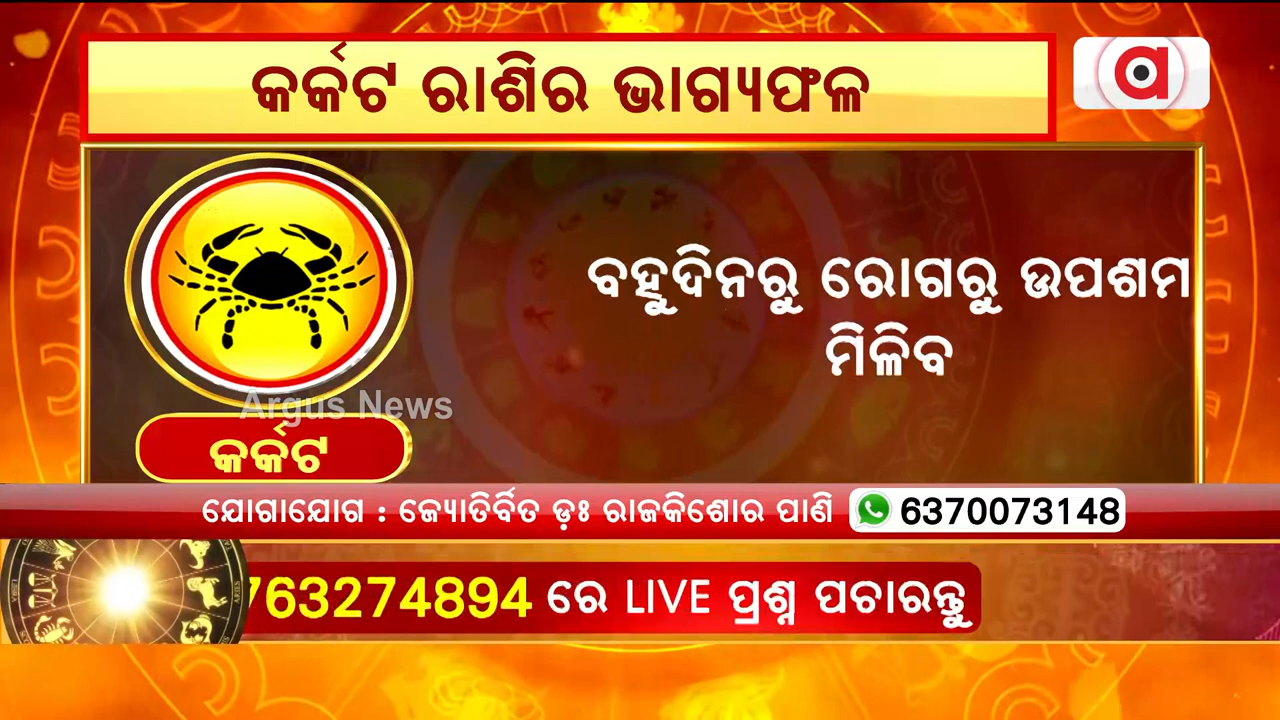 କର୍କଟ ରାଶିର ଭାଗ୍ୟଫଳ
a
ବହୁଦିନରୁ ରୋଗରୁ ଉପଶମ
ମିଳିବ
Argus News
କର୍କଟ
ଯୋଗାଯୋଗ : ଜ୍ୟୋତିର୍ବିତ ଡ଼ଃ ରାଜକିଶୋର ପାଣି 6370073148
763274894 ରେ LIVE ପ୍ରଶ୍ନ ପଚାରନ୍ତୁ